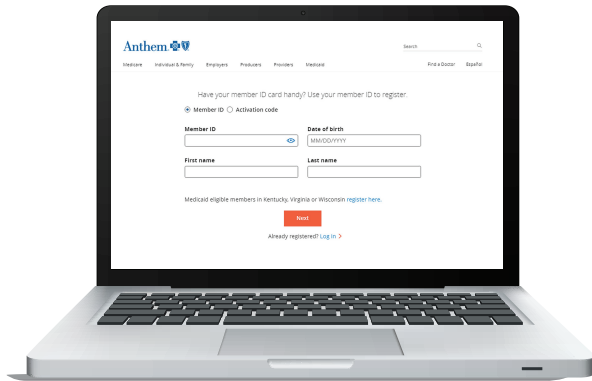 Anthem
Search
Medicare Individual & Family Employers Producers Providers Medicaid Find a Doctor Español
Have your member ID card handy? Use your member ID to register.
Member ID Activation code
Member ID Date of birth
MM/DD/YYYY
First name Last name
Medicaid eligible members in Kentucky, Virginia or Wisconsin register here.
Next
Already registered? Log In >